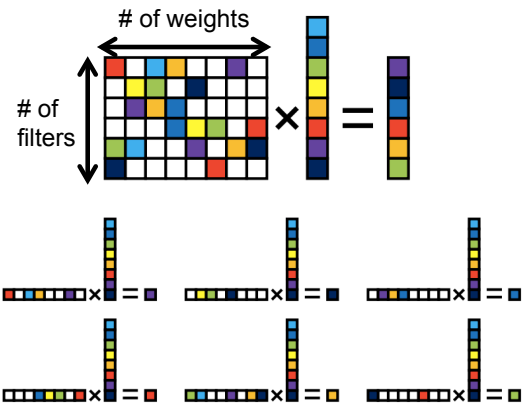 # of weights
# of
filters
× =
× = × = × =
× = × = × =